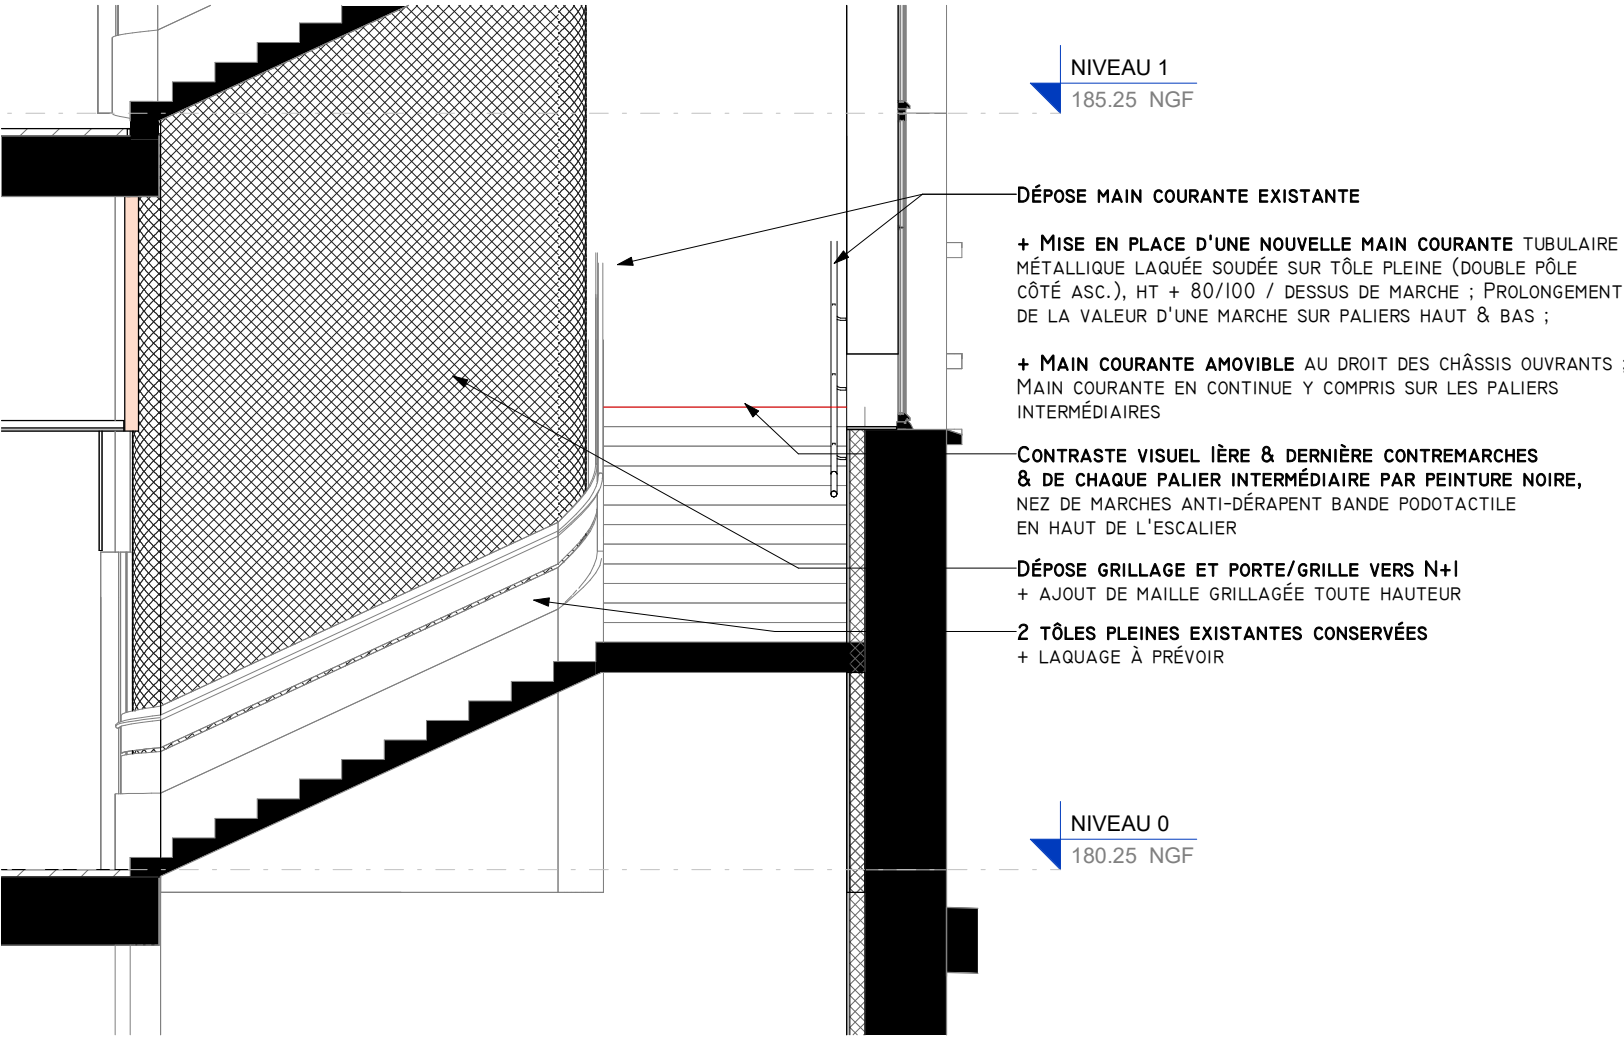 NIVEAU 1
185.25 NGF
DÉPOSE MAIN COURANTE EXISTANTE
+ MISE EN PLACE D'UNE NOUVELLE MAIN COURANTE TUBULAIRE
MÉTALLIQUE LAQUÉE SOUDÉE SUR TÔLE PLEINE (DOUBLE PÔLE
CÔTÉ ASC.), HT + 80/100 / DESSUS DE MARCHE ; PROLONGEMENT
DE LA VALEUR D'UNE MARCHE SUR PALIERS HAUT & BAS ;
+ MAIN COURANTE AMOVIBLE AU DROIT DES CHÂSSIS OUVRANTS ;
MAIN COURANTE EN CONTINUE Y COMPRIS SUR LES PALIERS
INTERMÉDIAIRES
CONTRASTE VISUEL 1ÈRE & DERNIÈRE CONTREMARCHES
& DE CHAQUE PALIER INTERMÉDIAIRE PAR PEINTURE NOIRE,
NEZ DE MARCHES ANTI-DÉRAPENT BANDE PODOTACTILE
EN HAUT DE L'ESCALIER
DÉPOSE GRILLAGE ET PORTE/GRILLE VERS N+1
+ AJOUT DE MAILLE GRILLAGÉE TOUTE HAUTEUR
2 TÔLES PLEINES EXISTANTES CONSERVÉES
+ LAQUAGE À PRÉVOIR
NIVEAU 0
180.25 NGF